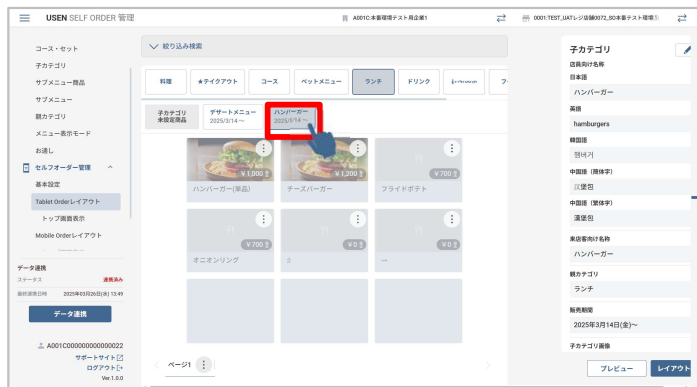 USEN SELF ORDER 管理
A001C:本番環境テスト用企業1
0001:TEST_UATレジ店舗0072_SO本番テスト環境①
コース・セット
子カテゴリ
サブメニュー商品
サブメニュー
親カテゴリ
メニュー表示モード
お通し
セルフオーダー管理
基本設定
Tablet Orderレイアウト
トップ画面表示
Mobile Orderレイアウト
データ連携
ステータス
連携済み
最終連携日時
2025年03月26日(水) 13:49
データ連携
A001C000000000000022
サポートサイト
ログアウト
Ver.1.0.0
絞り込み検索
料理
★テイクアウト
コース
ペットメニュー
ランチ
ドリンク
子カテゴリ
未設定商品
デザートメニュー
2025/3/14 ～
ハンバーガー
2025/3/14 ～
¥1,000
ハンバーガー(単品)
¥1,200
チーズバーガー
¥700
フライドポテト
¥700
オニオンリング
¥0
¥0
ページ1
子カテゴリ
店員向け名称
日本語
ハンバーガー
英語
hamburgers
韓国語
햄버거
中国語（簡体字）
汉堡包
中国語（繁体字）
漢堡包
来店客向け名称
ハンバーガー
親カテゴリ
ランチ
販売期間
2025年3月14日(金)～
子カテゴリ画像
プレビュー
レイアウト